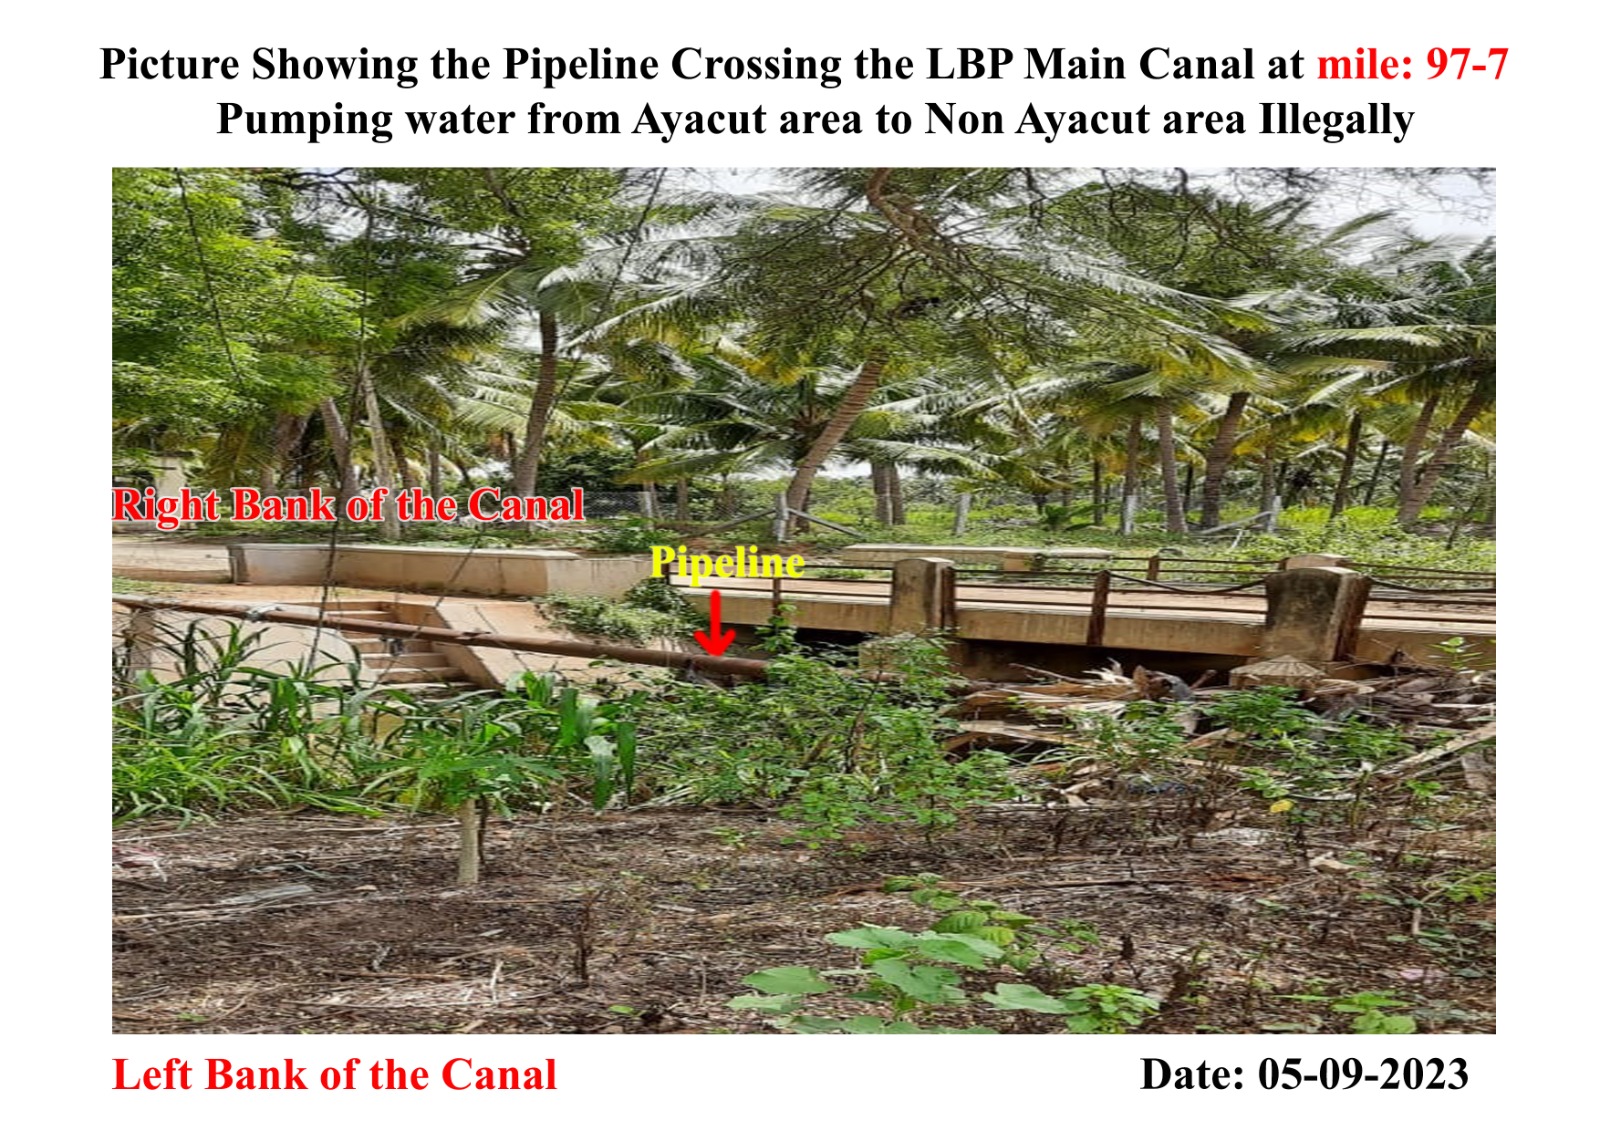 Picture Showing the Pipeline Crossing the LBP Main Canal at mile: 97-7
Pumping water from Ayacut area to Non Ayacut area Illegally
Right Bank of the Canal
Pipeline
Left Bank of the Canal
Date: 05-09-2023